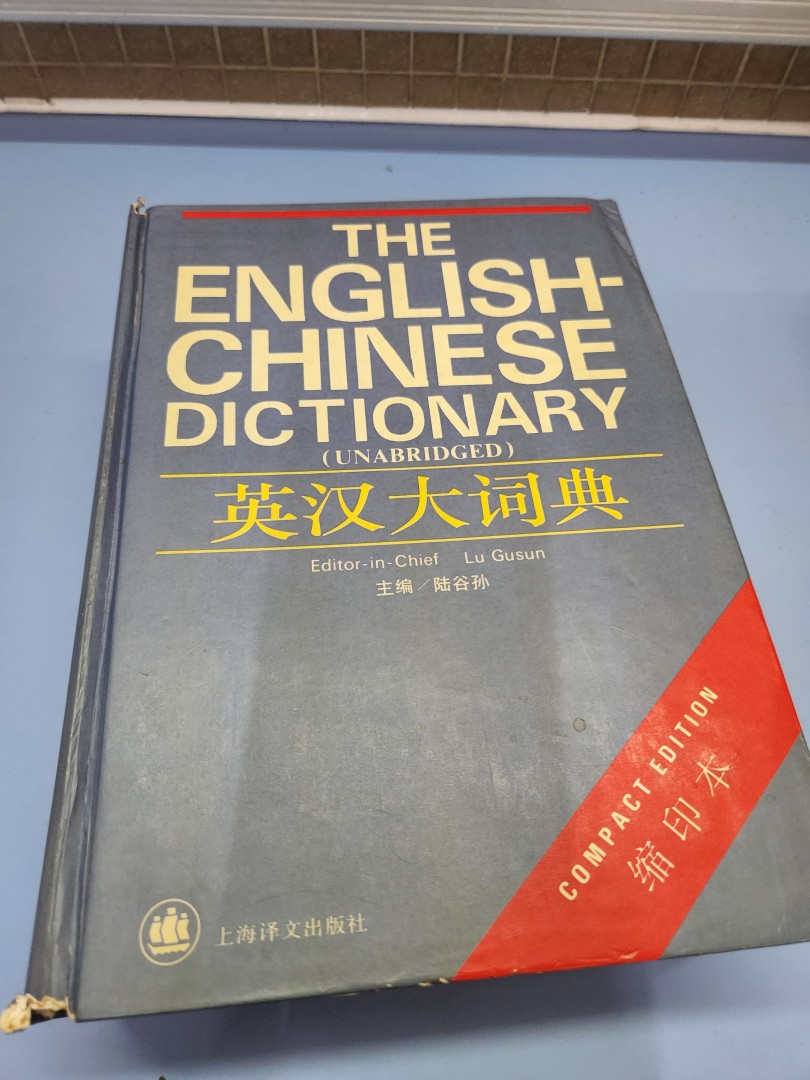 THE
ENGLISH-
CHINESE
DICTIONARY
(UNABRIDGED)
英汉大词典
Editor-in-Chief Lu Gusun
主编／陆谷孙
COMPACT EDITION
缩印本
上海译文出版社